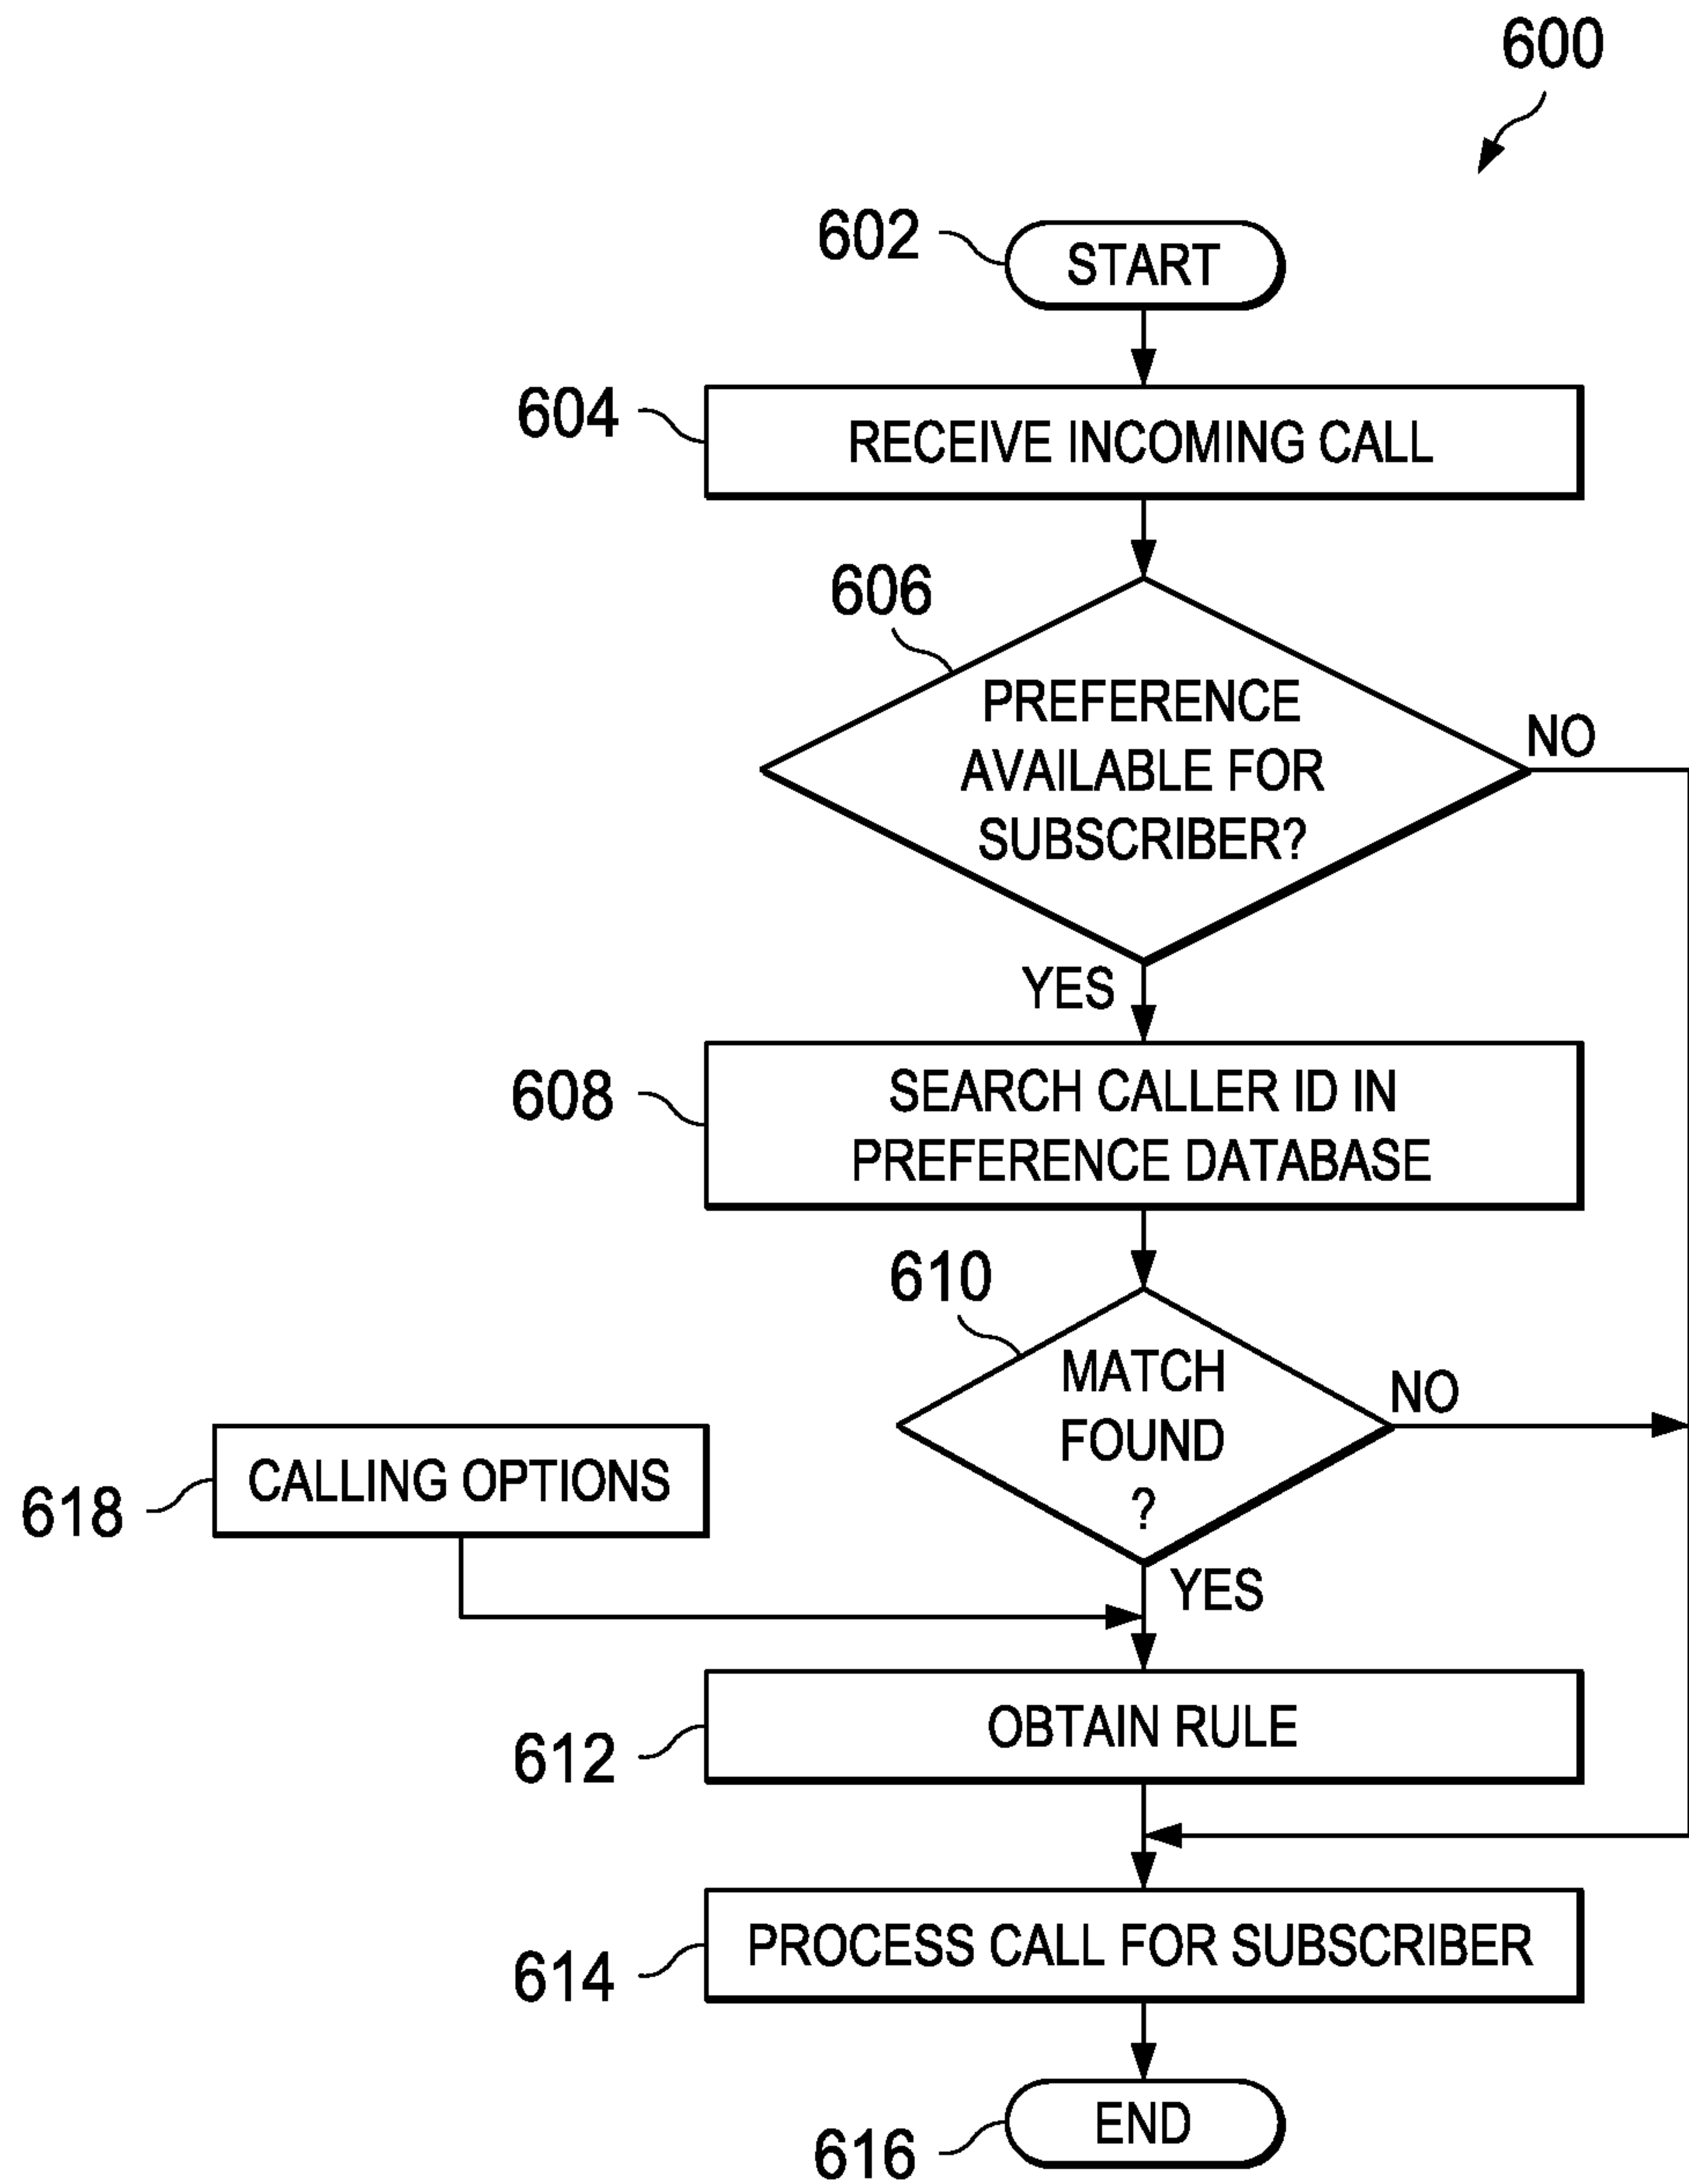 600
602
START
604
RECEIVE INCOMING CALL
606
PREFERENCE
AVAILABLE FOR
SUBSCRIBER?
NO
YES
608
SEARCH CALLER ID IN
PREFERENCE DATABASE
610
MATCH
FOUND
?
NO
618
CALLING OPTIONS
YES
612
OBTAIN RULE
614
PROCESS CALL FOR SUBSCRIBER
616
END